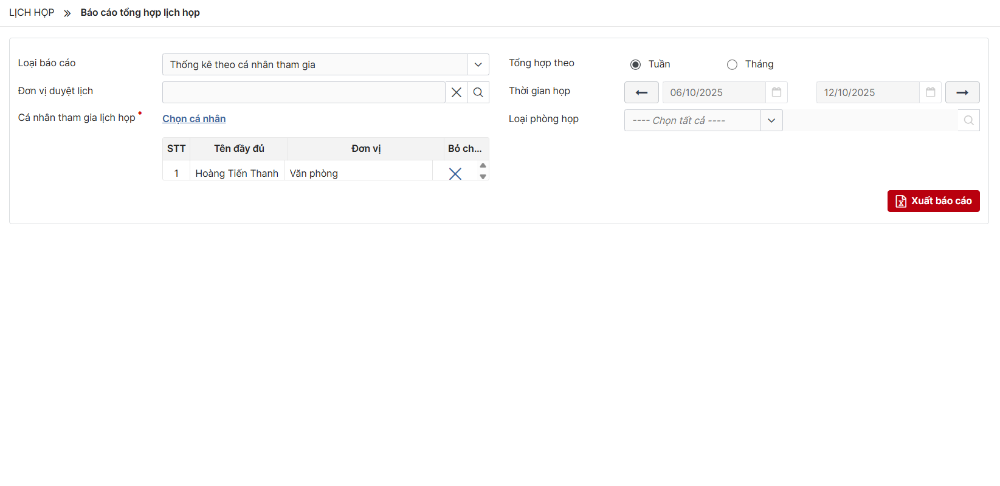 LỊCH HỌP » Báo cáo tổng hợp lịch họp
Loại báo cáo
Thống kê theo cá nhân tham gia
Tổng hợp theo
Tuần
Tháng
Đơn vị duyệt lịch
Thời gian họp
06/10/2025
12/10/2025
Cá nhân tham gia lịch họp *
Chọn cá nhân
Loại phòng họp
---- Chọn tất cả ----
STT Tên đầy đủ Đơn vị Bỏ ch...
1 Hoàng Tiến Thanh Văn phòng
Xuất báo cáo